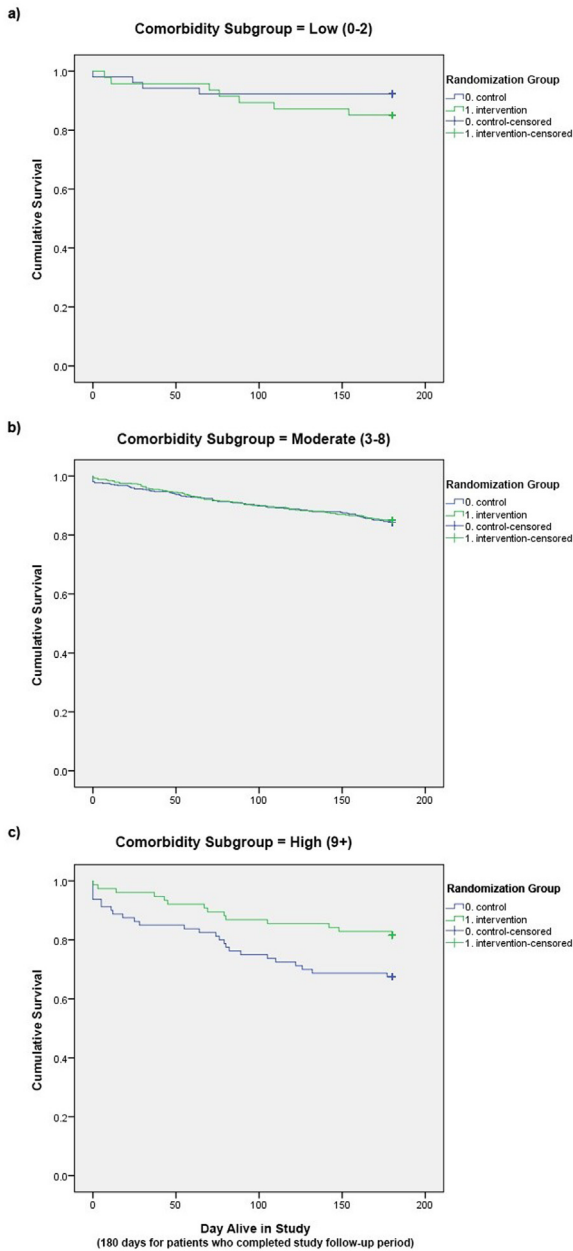 a)
Comorbidity Subgroup = Low (0-2)
Cumulative Survival
1.0
0.8
0.6
0.4
0.2
0.0
0 50 100 150 200
Randomization Group
0. control
1. intervention
0. control-censored
1. intervention-censored
b)
Comorbidity Subgroup = Moderate (3-8)
Cumulative Survival
1.0
0.8
0.6
0.4
0.2
0.0
0 50 100 150 200
Randomization Group
0. control
1. intervention
0. control-censored
1. intervention-censored
c)
Comorbidity Subgroup = High (9+)
Cumulative Survival
1.0
0.8
0.6
0.4
0.2
0.0
0 50 100 150 200
Randomization Group
0. control
1. intervention
0. control-censored
1. intervention-censored
Day Alive in Study
(180 days for patients who completed study follow-up period)